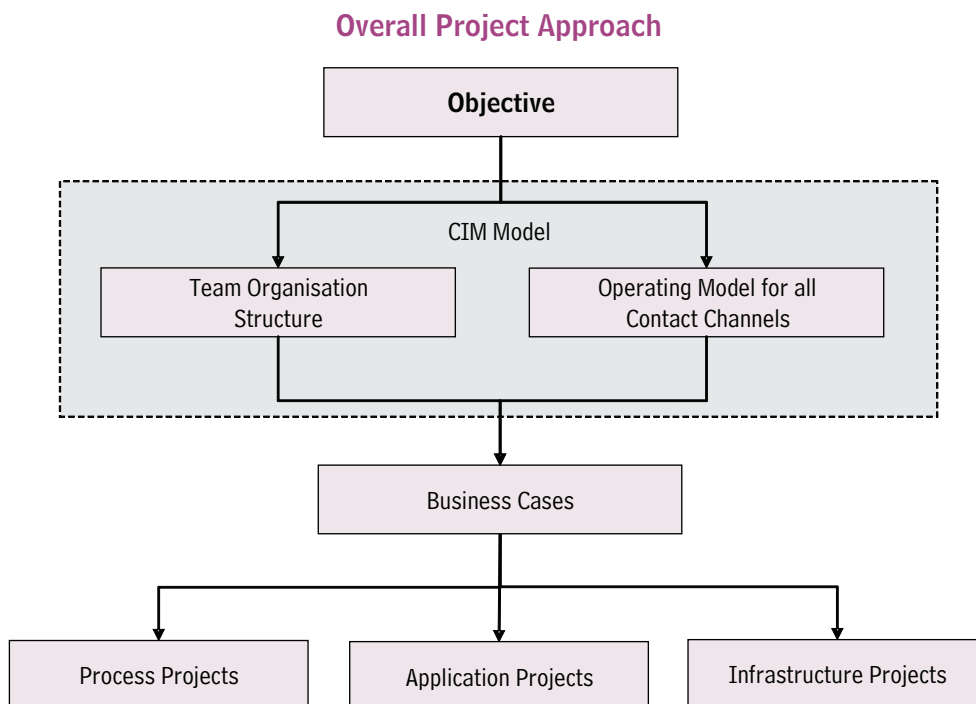 Overall Project Approach
Objective
CIM Model
Team Organisation
Structure
Operating Model for all
Contact Channels
Business Cases
Process Projects
Application Projects
Infrastructure Projects